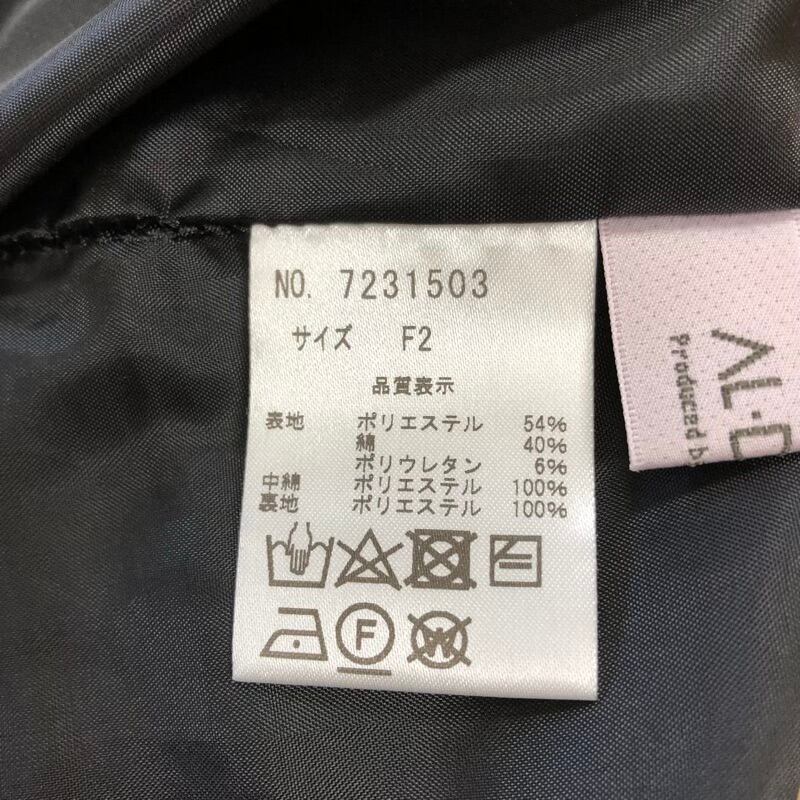 NO. 7231503
サイズ F2
品質表示
表地 ポリエステル 54%
綿 40%
ポリウレタン 6%
中綿 ポリエステル 100%
裏地 ポリエステル 100%
F
W
Produced